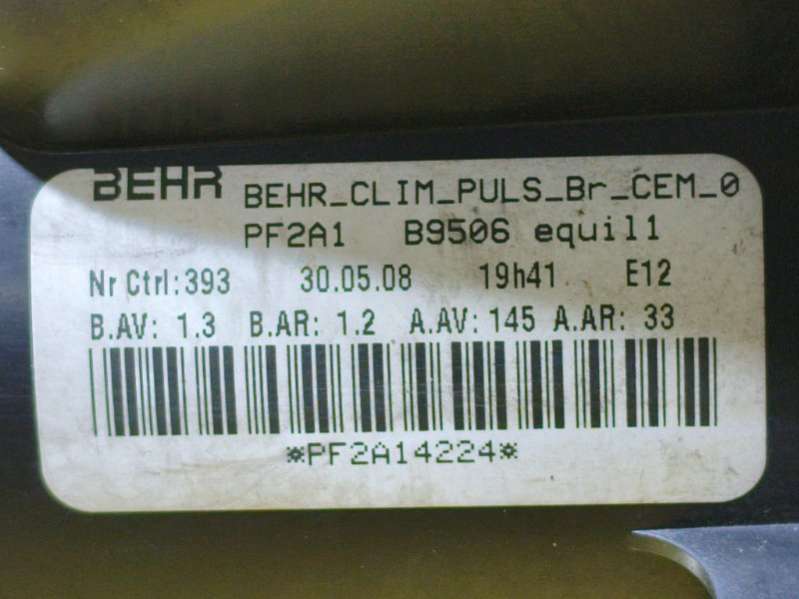 BEHR BEHR_CLIM_PULS_Br_CEM_0
PF2A1 B9506 equil1
Nr Ctrl:393 30.05.08 19h41 E12
B.AV: 1.3 B.AR: 1.2 A.AV: 145 A.AR: 33
*PF2A14224*